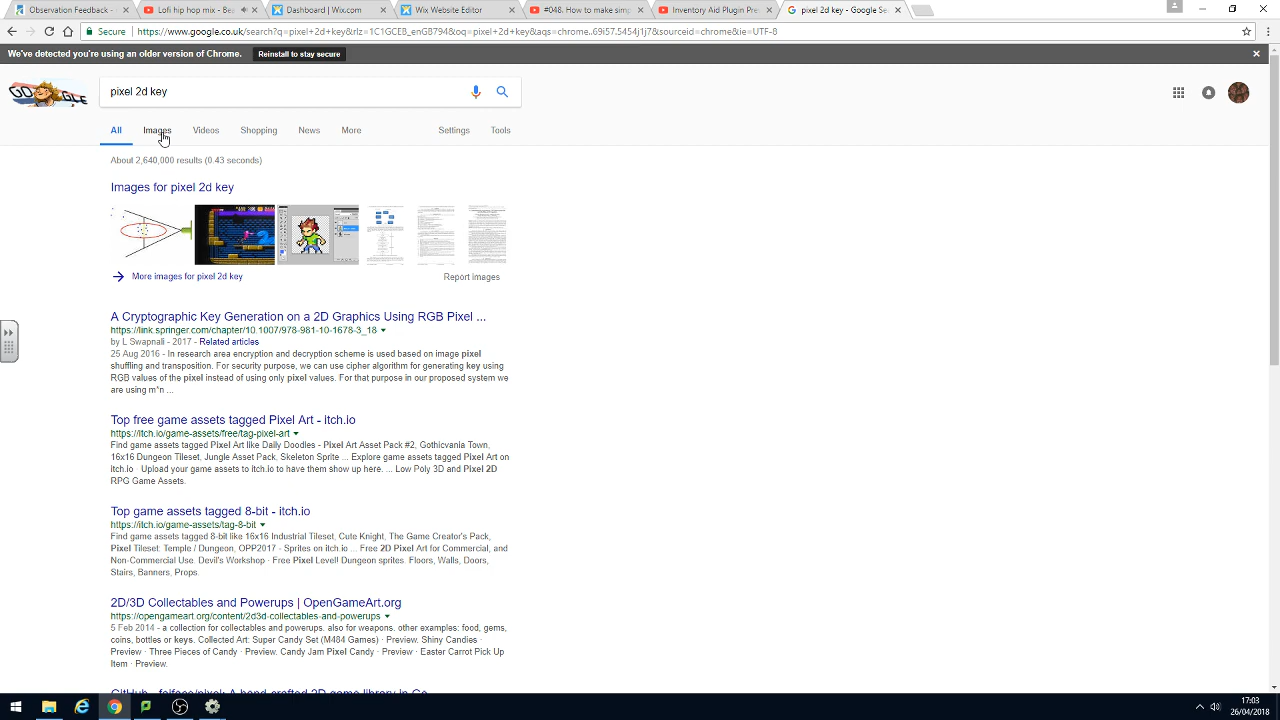 Observation Feedback
Lofi hip hop mix - Be
Dashboard | Wix.com
Wix Website Editor
#048. How to make simp
Inventory Aid Plugin Pre
pixel 2d key - Google Se
Secure | https://www.google.co.uk/search?q=pixel+2d+key&rlz=1C1GCEB_enGB794GB&oq=pixel+2d+key&aqs=chrome..69i57.5454j1j7&sourceid=chrome&ie=UTF-8
We've detected you're using an older version of Chrome. Reinstall to stay secure
pixel 2d key
All Images Videos Shopping News More Settings Tools
About 2,640,000 results (0.43 seconds)
Images for pixel 2d key
More images for pixel 2d key Report images
A Cryptographic Key Generation on a 2D Graphics Using RGB Pixel ...
https://link.springer.com/chapter/10.1007/978-981-10-1678-3_18
by L Swapnali - 2017 - Related articles
25 Aug 2016 - In research area encryption and decryption scheme is used based on image pixel
shuffling and transposition. For security purpose, we can use cipher algorithm for generating key using
RGB values of the pixel instead of using only pixel values. For that purpose in our proposed system we
are using m*n ...
Top free game assets tagged Pixel Art - itch.io
https://itch.io/game-assets/free/tag-pixel-art
Find game assets tagged Pixel Art like Daily Doodles - Pixel Art Asset Pack #2, Gothicvania Town,
16x16 Dungeon Tileset, Jungle Asset Pack, Skeleton Sprite ... Explore game assets tagged Pixel Art on
itch.io · Upload your game assets to itch.io to have them show up here. ... Low Poly 3D and Pixel 2D
RPG Game Assets.
Top game assets tagged 8-bit - itch.io
https://itch.io/game-assets/tag-8-bit
Find game assets tagged 8-bit like 16x16 Industrial Tileset, Cute Knight, The Game Creator's Pack,
Pixel Tileset: Temple / Dungeon, OPP2017 - Sprites on itch.io ... Free 2D Pixel Art for Commercial, and
Non-Commercial Use. Devil's Workshop · Free Pixel Level! Dungeon sprites. Floors, Walls, Doors,
Stairs, Banners, Props.
2D/3D Collectables and Powerups | OpenGameArt.org
https://opengameart.org/content/2d3d-collectables-and-powerups
5 Feb 2014 - a collection for collectables and powerups. also for weapons. other examples: food, gems,
coins, bottles or keys. Collected Art: Super Candy Set (M484 Games) · Preview. Shiny Candies ·
Preview · Three Pieces of Candy · Preview. Candy Jam Pixel Candy · Preview · Easter Carrot Pick Up
Item · Preview.
GitHub - faiface/pixel: A hand-crafted 2D game library in Go
17:03
26/04/2018